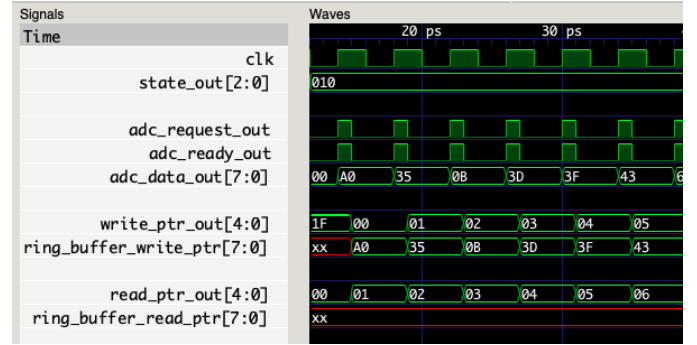 Signals Waves
Time 20 ps 30 ps
clk
state_out[2:0] 010
adc_request_out
adc_ready_out
adc_data_out[7:0] 00 A0 35 0B 3D 3F 43 6
write_ptr_out[4:0] 1F 00 01 02 03 04 05
ring_buffer_write_ptr[7:0] xx A0 35 0B 3D 3F 43
read_ptr_out[4:0] 00 01 02 03 04 05 06
ring_buffer_read_ptr[7:0] xx